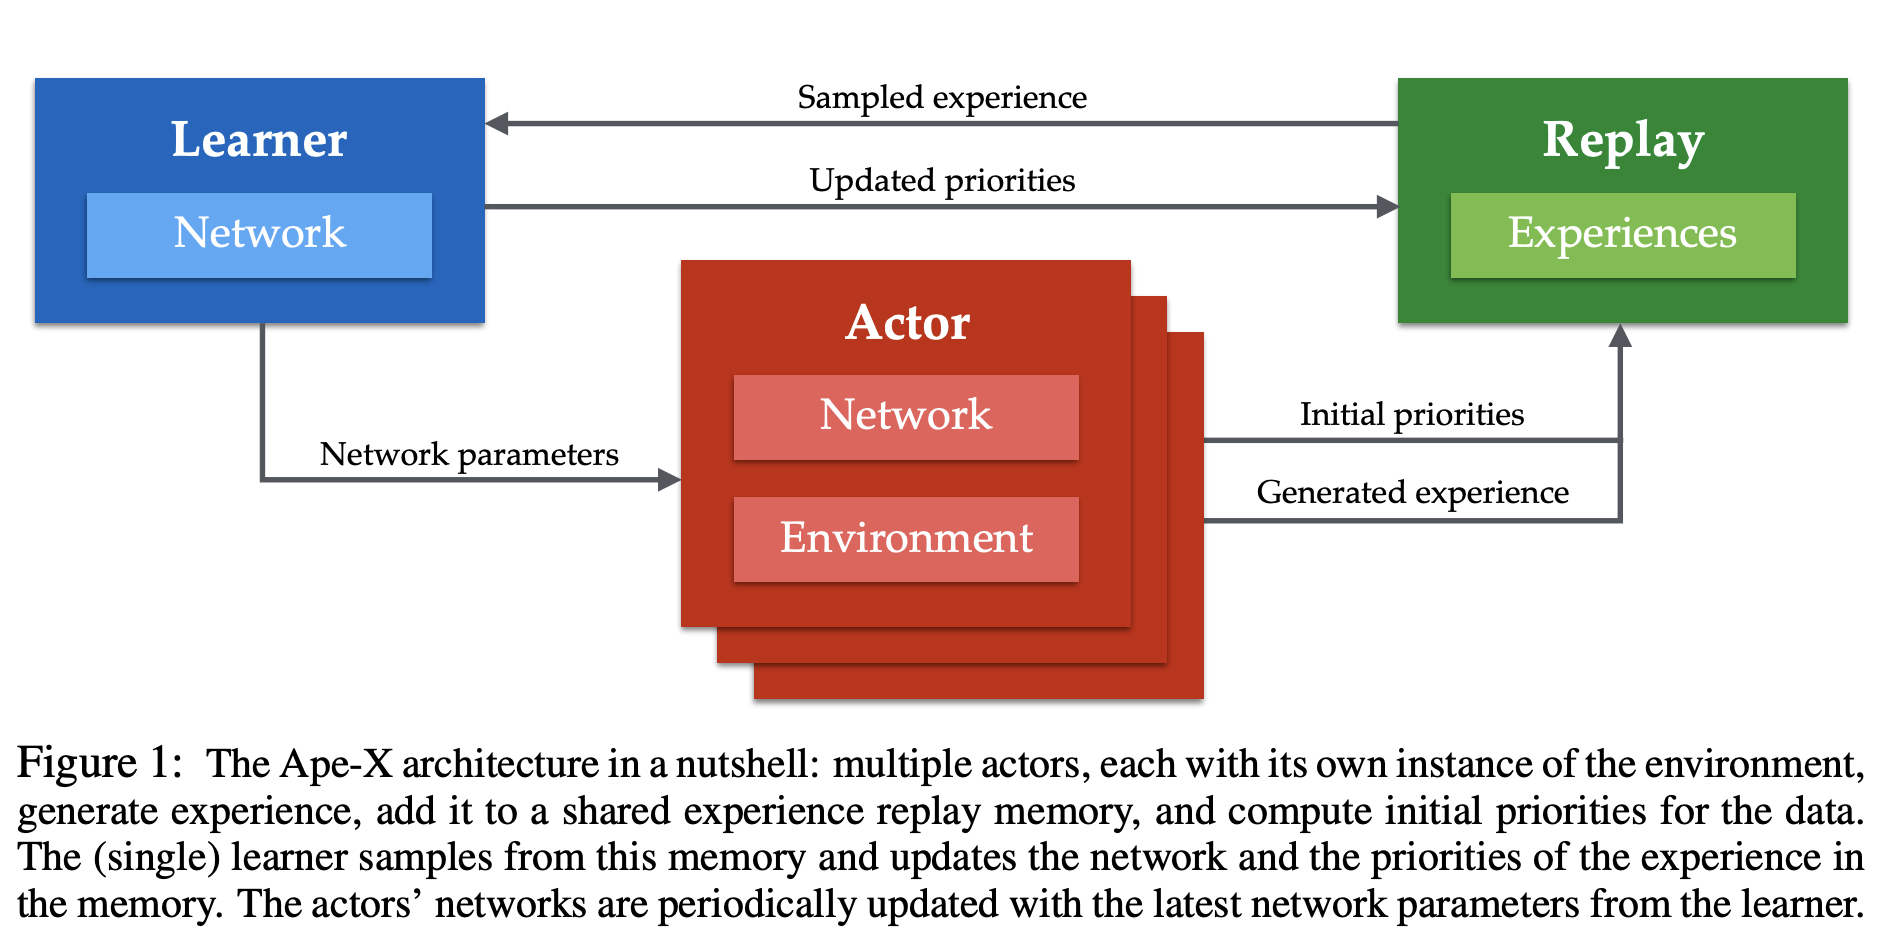 Sampled experience
Learner
Replay
Updated priorities
Network
Experiences
Actor
Network
Initial priorities
Network parameters
Generated experience
Environment
Figure 1: The Ape-X architecture in a nutshell: multiple actors, each with its own instance of the environment,
generate experience, add it to a shared experience replay memory, and compute initial priorities for the data.
The (single) learner samples from this memory and updates the network and the priorities of the experience in
the memory. The actors’ networks are periodically updated with the latest network parameters from the learner.